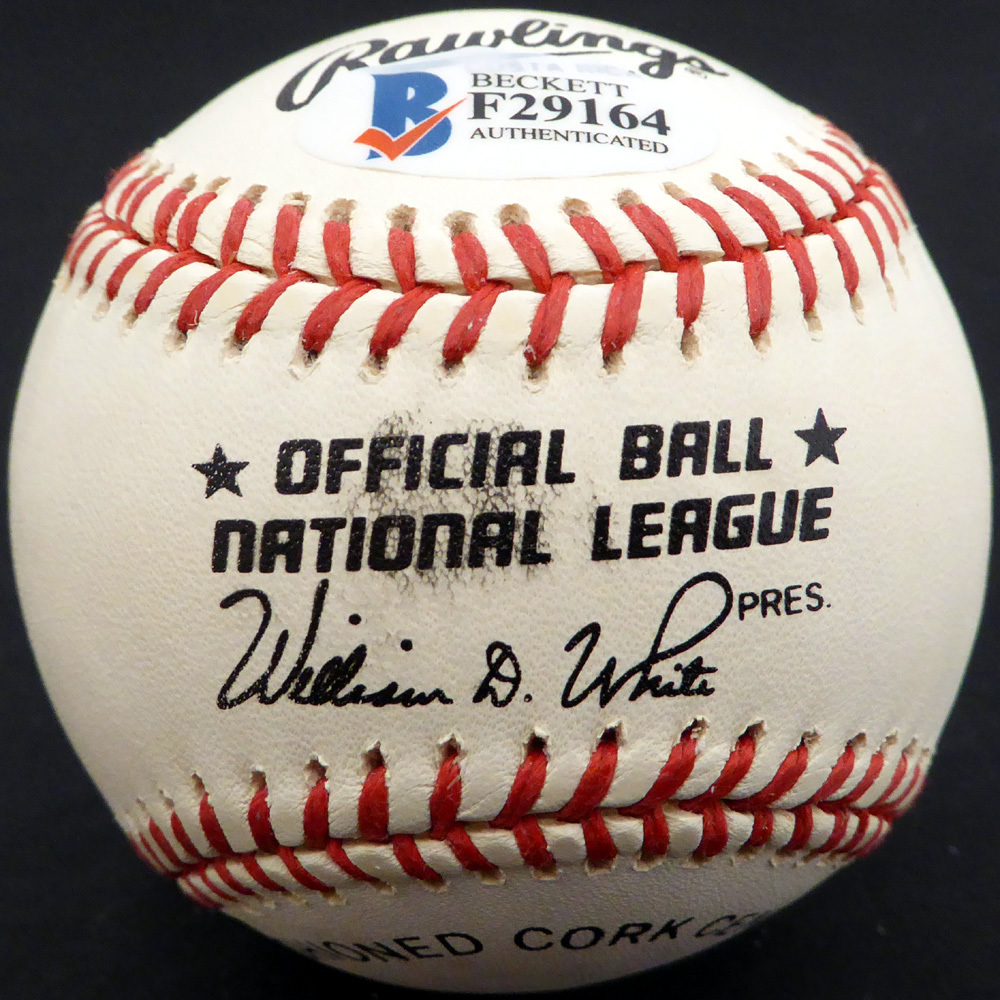 Rawlings
BECKETT
F29164
AUTHENTICATED
★ OFFICIAL BALL ★
NATIONAL LEAGUE
William D. White PRES.
CORK